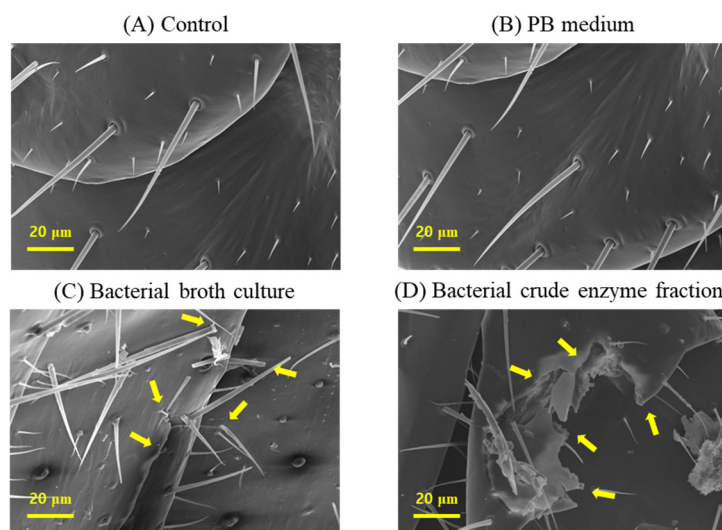 (A) Control
(B) PB medium
20 μm
20 μm
(C) Bacterial broth culture
(D) Bacterial crude enzyme fraction
20 μm
20 μm